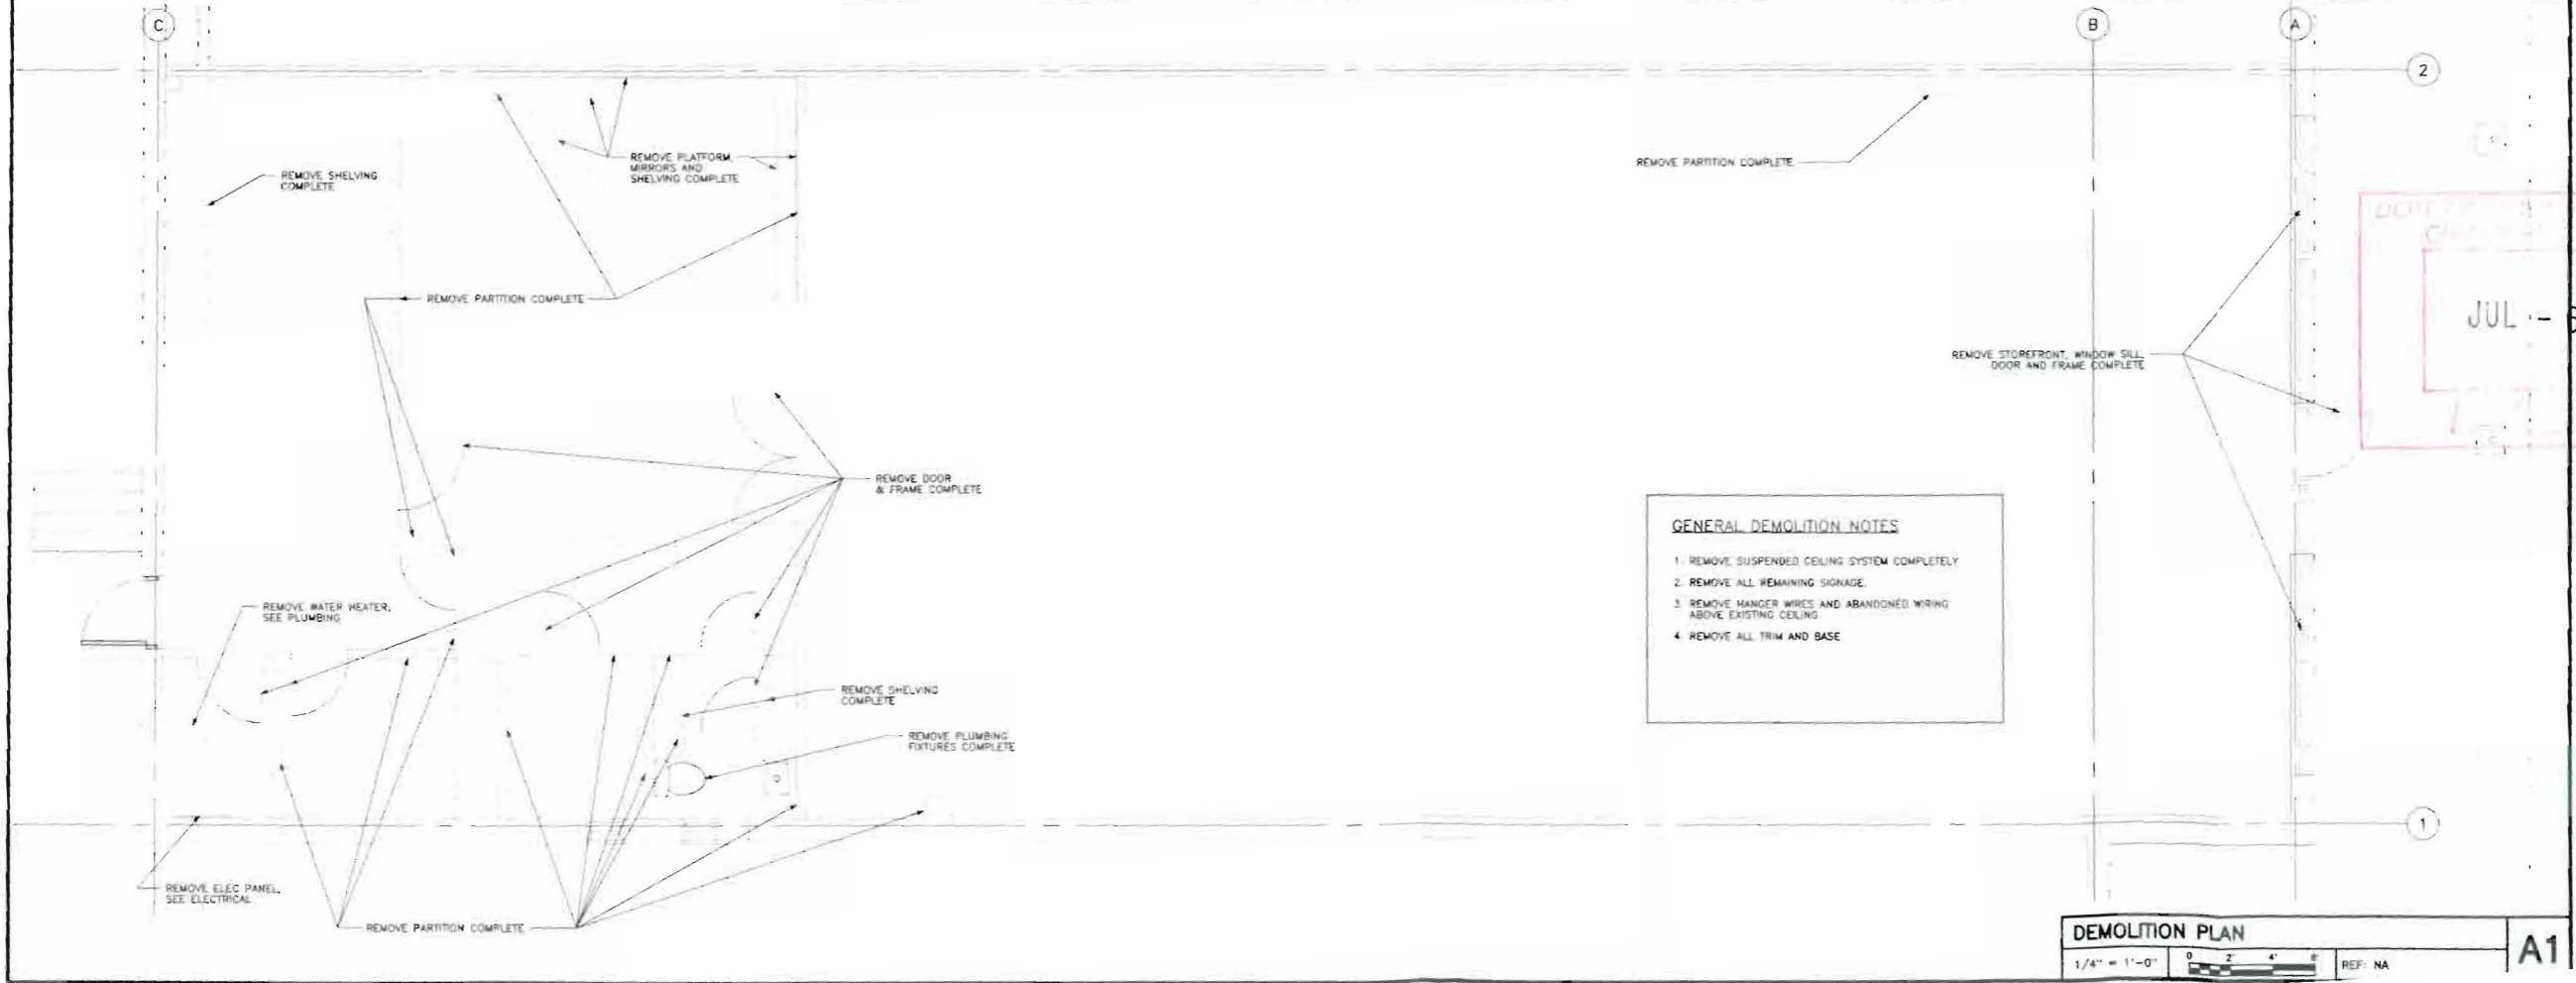 C
B
A
2
REMOVE SHELVING
COMPLETE
REMOVE PLATFORM,
MIRRORS AND
SHELVING COMPLETE
REMOVE PARTITION COMPLETE
REMOVE PARTITION COMPLETE
JUL -
REMOVE STOREFRONT, WINDOW SILL,
DOOR AND FRAME COMPLETE
REMOVE DOOR
& FRAME COMPLETE
GENERAL DEMOLITION NOTES
1. REMOVE SUSPENDED CEILING SYSTEM COMPLETELY
2. REMOVE ALL REMAINING SIGNAGE.
3. REMOVE HANGER WIRES AND ABANDONED WIRING
ABOVE EXISTING CEILING
4. REMOVE ALL TRIM AND BASE
REMOVE WATER HEATER,
SEE PLUMBING
REMOVE SHELVING
COMPLETE
REMOVE PLUMBING
FIXTURES COMPLETE
1
REMOVE ELEC PANEL,
SEE ELECTRICAL
REMOVE PARTITION COMPLETE
DEMOLITION PLAN
1/4" = 1'-0"
0 2' 4' 8'
REF: NA
A1